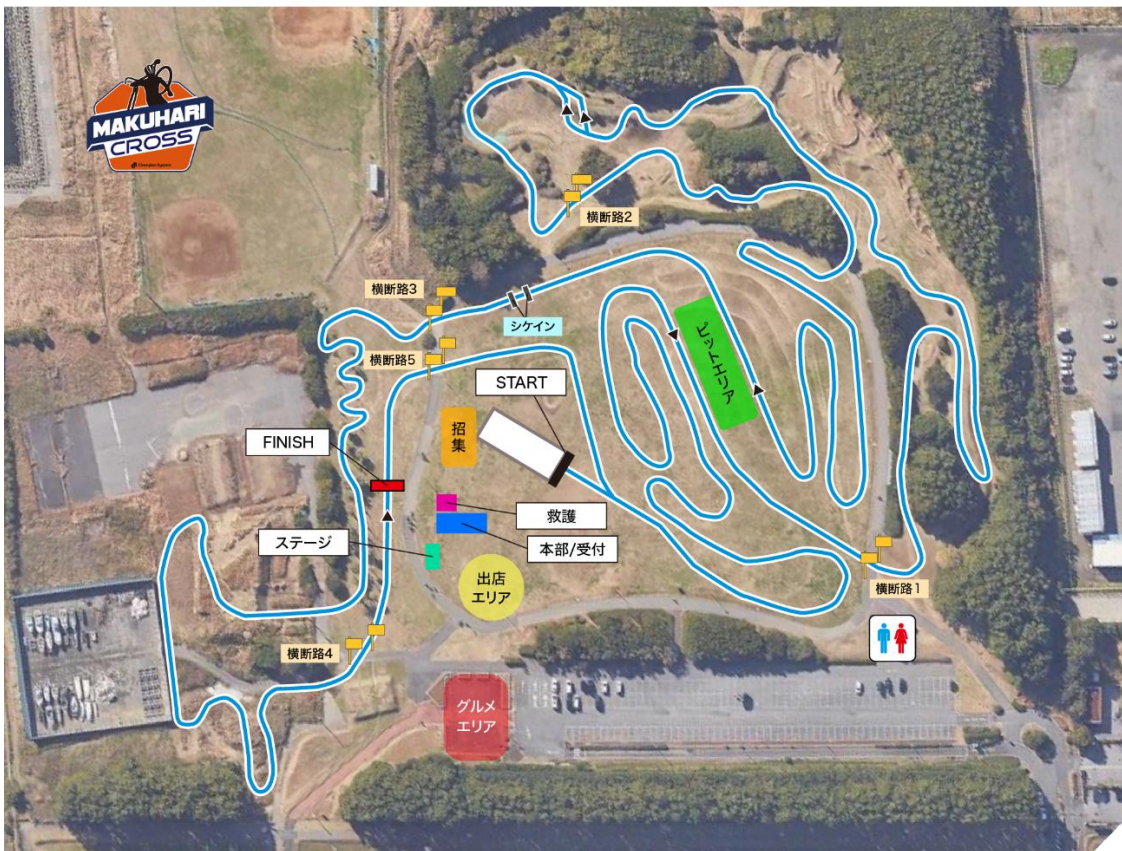 MAKUHARI
CROSS
横断路2
横断路3
シケイン
横断路5
START
ピットエリア
招集
FINISH
救護
ステージ
本部/受付
出店
エリア
横断路1
横断路4
グルメ
エリア